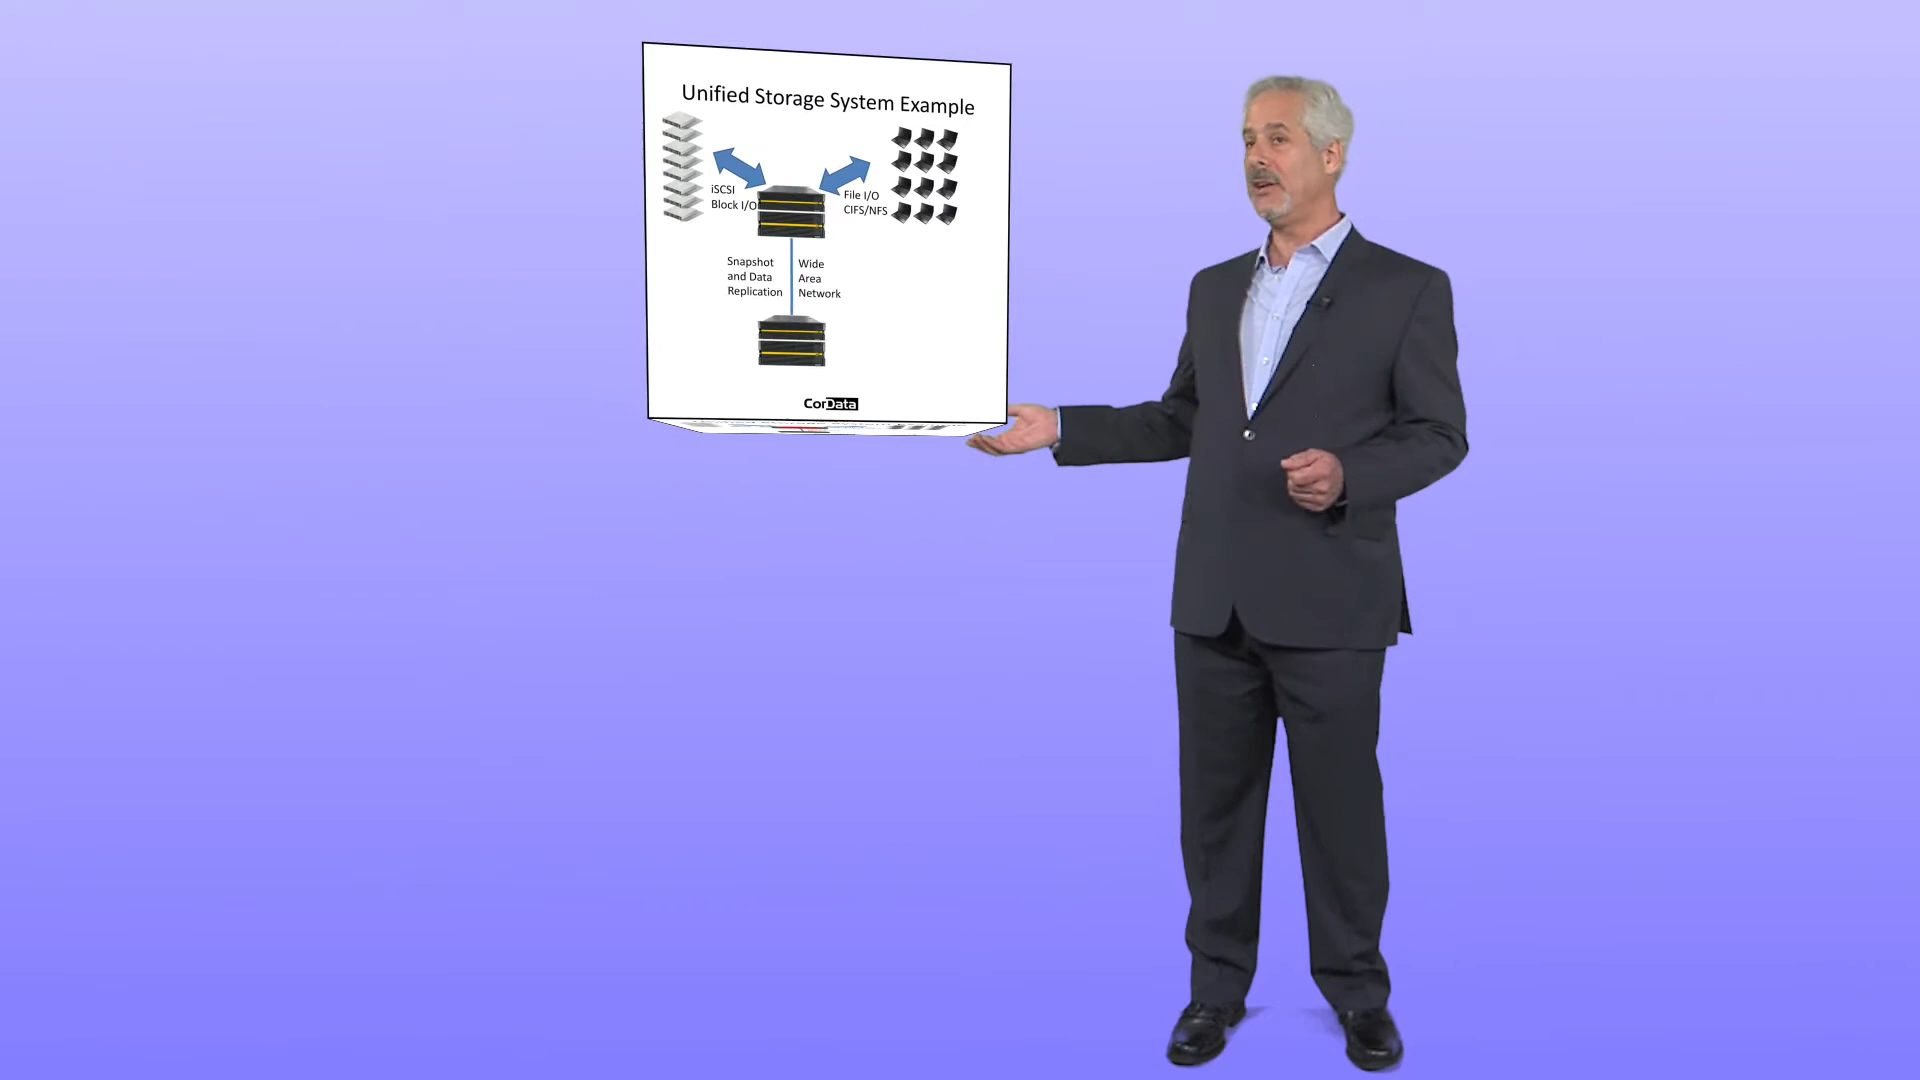 Unified Storage System Example
iSCSI
Block I/O
File I/O
CIFS/NFS
Snapshot
and Data
Replication
Wide
Area
Network
CorData